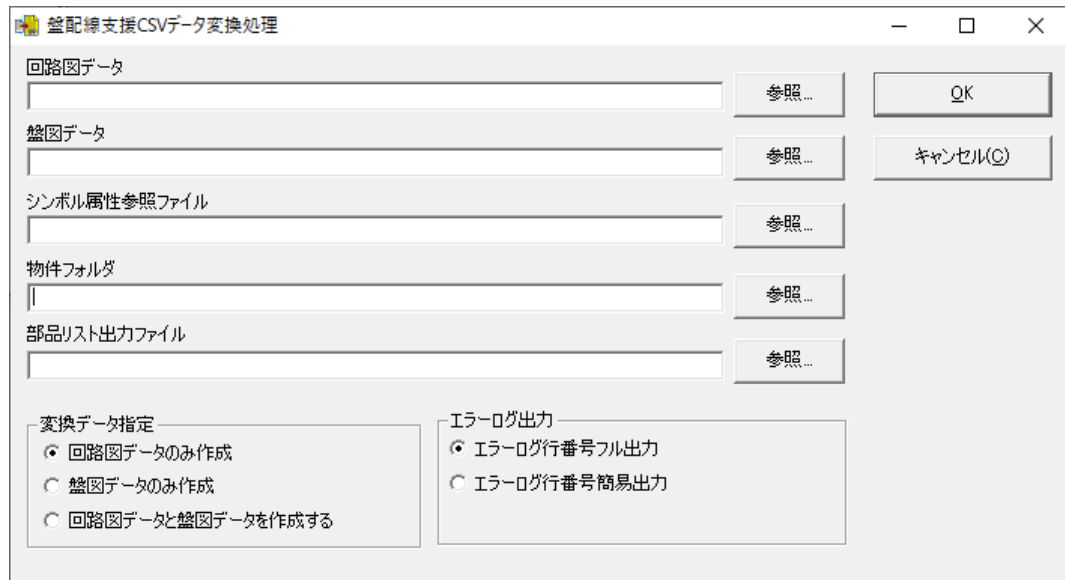 盤配線支援CSVデータ変換処理
回路図データ
参照...
OK
盤図データ
参照...
キャンセル(C)
シンボル属性参照ファイル
参照...
物件フォルダ
参照...
部品リスト出力ファイル
参照...
変換データ指定
回路図データのみ作成
盤図データのみ作成
回路図データと盤図データを作成する
エラーログ出力
エラーログ行番号フル出力
エラーログ行番号簡易出力